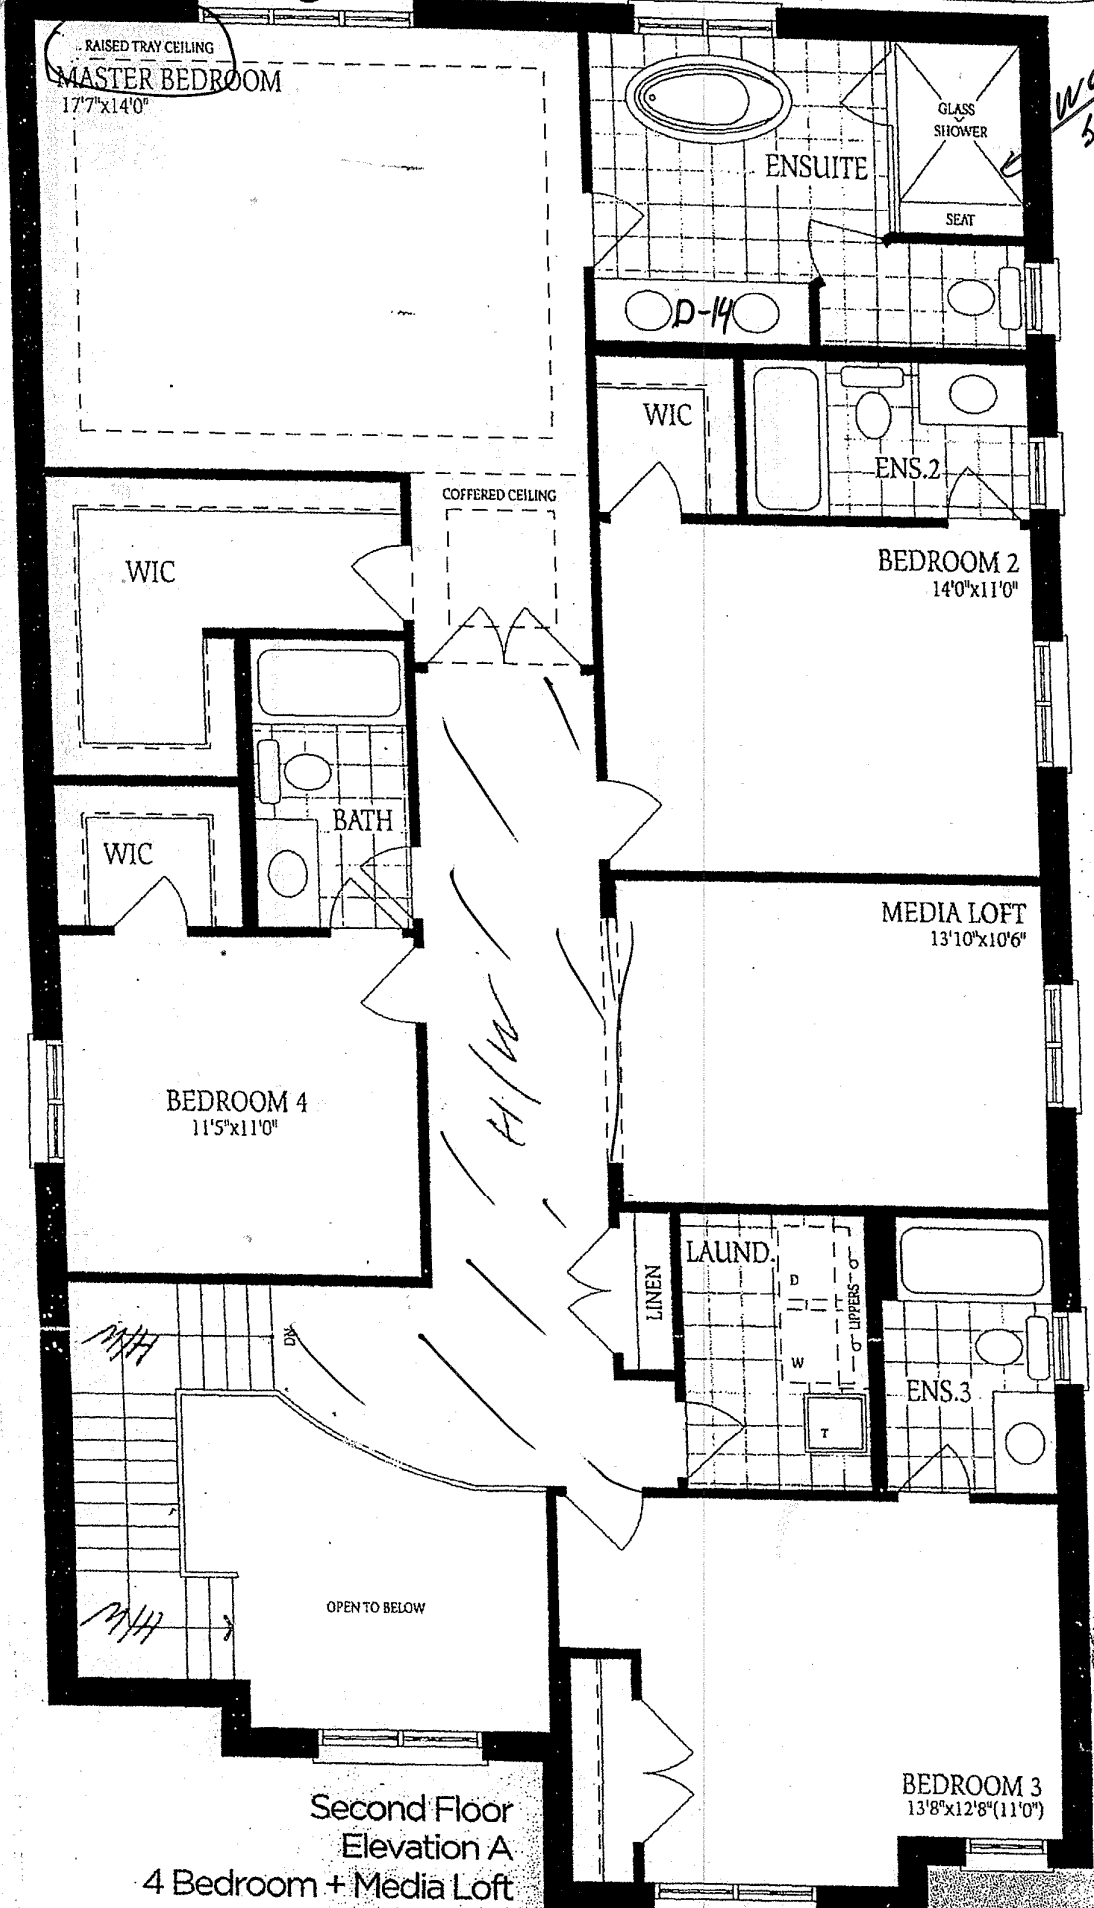 RAISED TRAY CEILING
MASTER BEDROOM
17'7"x14'0"
GLASS
SHOWER
ENSUITE
SEAT
D-14
WIC
ENS.2
COFFERED CEILING
WIC
BEDROOM 2
14'0"x11'0"
BATH
WIC
MEDIA LOFT
13'10"x10'6"
H/W
BEDROOM 4
11'5"x11'0"
LINEN
LAUND.
D
UPPERS
W
T
DN
H/W
ENS.3
OPEN TO BELOW
H/W
BEDROOM 3
13'8"x12'8"(11'0")
Second Floor
Elevation A
4 Bedroom + Media Loft